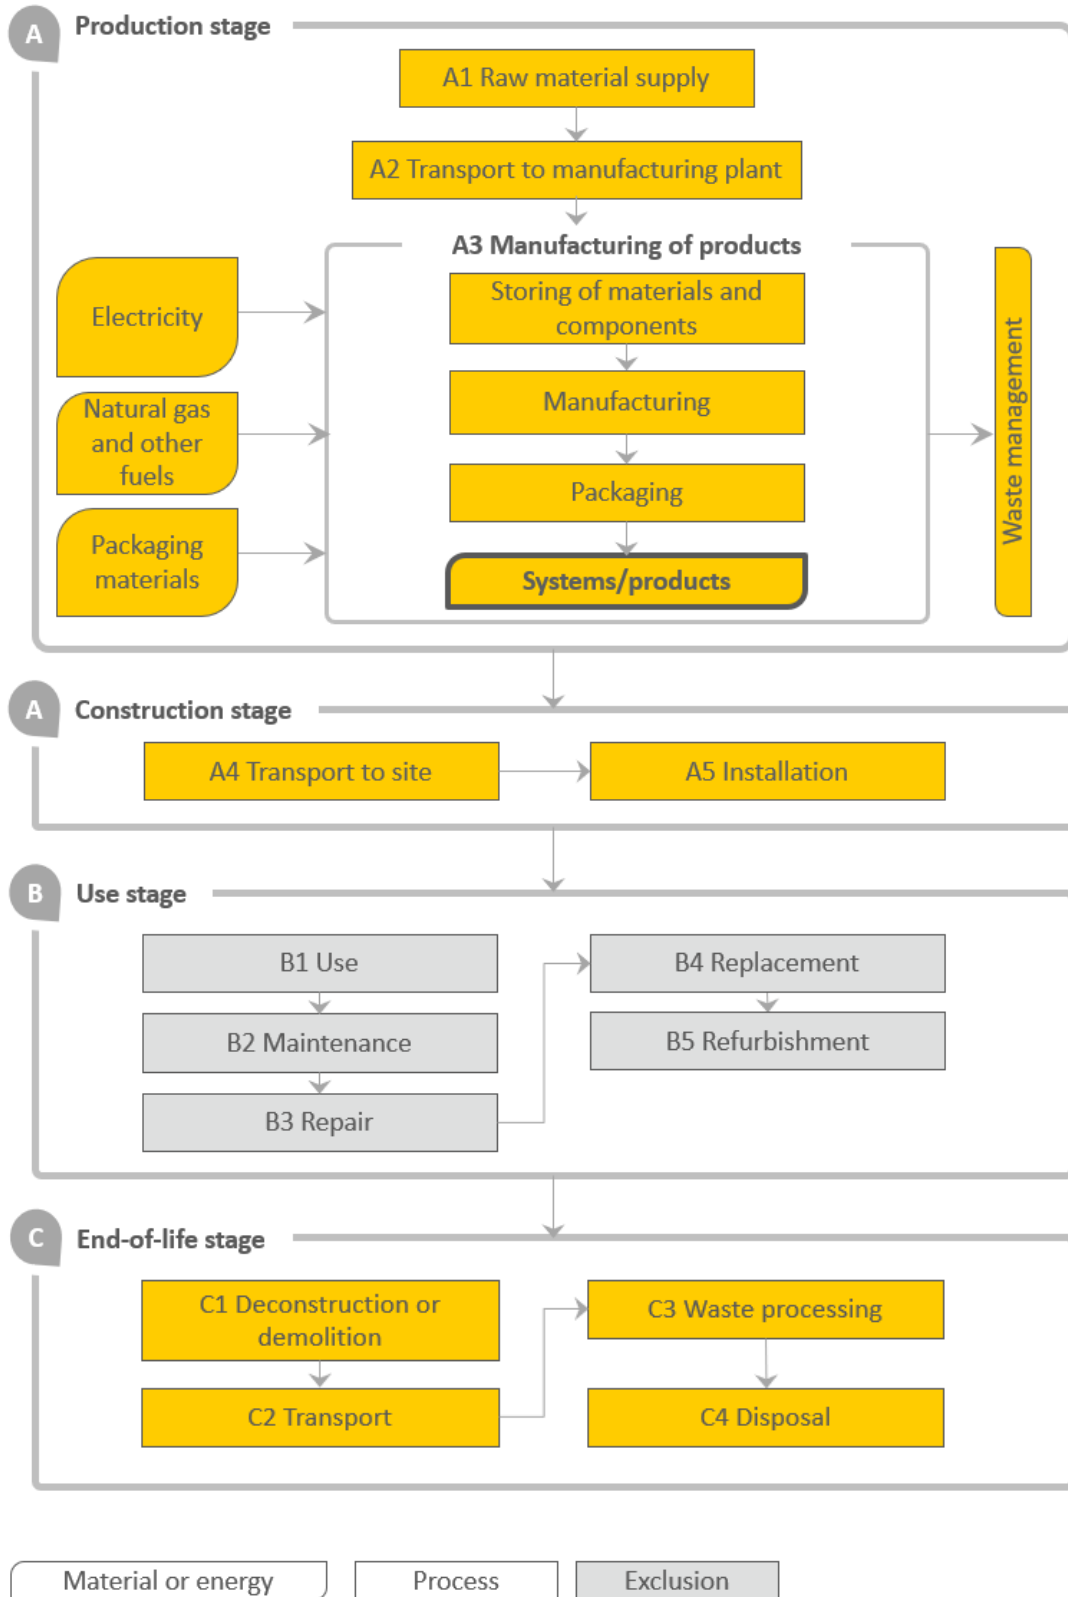 A
Production stage
A1 Raw material supply
A2 Transport to manufacturing plant
A3 Manufacturing of products
Electricity
Natural gas
and other
fuels
Packaging
materials
Storing of materials and
components
Manufacturing
Packaging
Systems/products
Waste management
A
Construction stage
A4 Transport to site
A5 Installation
B
Use stage
B1 Use
B2 Maintenance
B3 Repair
B4 Replacement
B5 Refurbishment
C
End-of-life stage
C1 Deconstruction or
demolition
C2 Transport
C3 Waste processing
C4 Disposal
Material or energy
Process
Exclusion